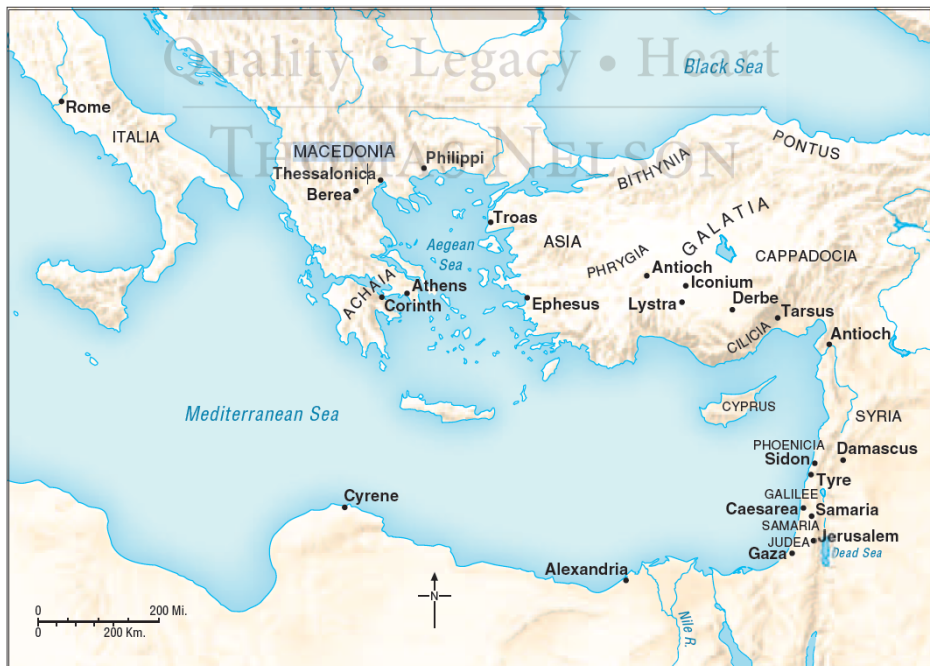 Quality • Legacy • Heart
THOMAS NELSON
Black Sea
Rome
ITALIA
MACEDONIA
Philippi
Thessalonica
Berea
PONTUS
BITHYNIA
Troas
Aegean
Sea
ASIA
GALATIA
PHRYGIA
CAPPADOCIA
Antioch
Iconium
Lystra
Derbe
Tarsus
CILICIA
Antioch
ACHAIA
Athens
Corinth
Ephesus
Mediterranean Sea
CYPRUS
SYRIA
PHOENICIA
Damascus
Sidon
Tyre
GALILEE
Caesarea
Samaria
SAMARIA
Jerusalem
JUDEA
Gaza
Dead Sea
Cyrene
Alexandria
Nile R.
N
0 200 Mi.
0 200 Km.